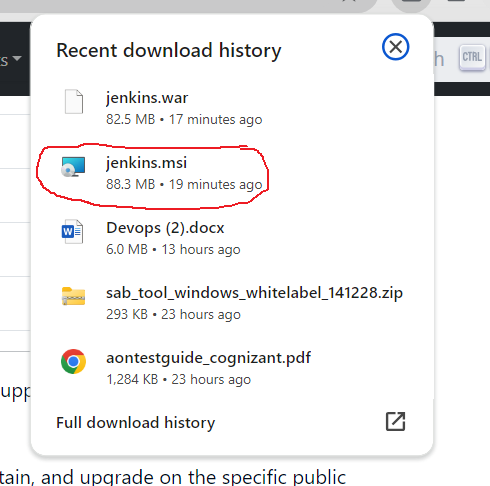 Recent download history
h
CTRL
s
jenkins.war
82.5 MB • 17 minutes ago
jenkins.msi
88.3 MB • 19 minutes ago
Devops (2).docx
6.0 MB • 13 hours ago
sab_tool_windows_whitelabel_141228.zip
293 KB • 23 hours ago
aontestguide_cognizant.pdf
1,284 KB • 23 hours ago
upp
Full download history
tain, and upgrade on the specific public